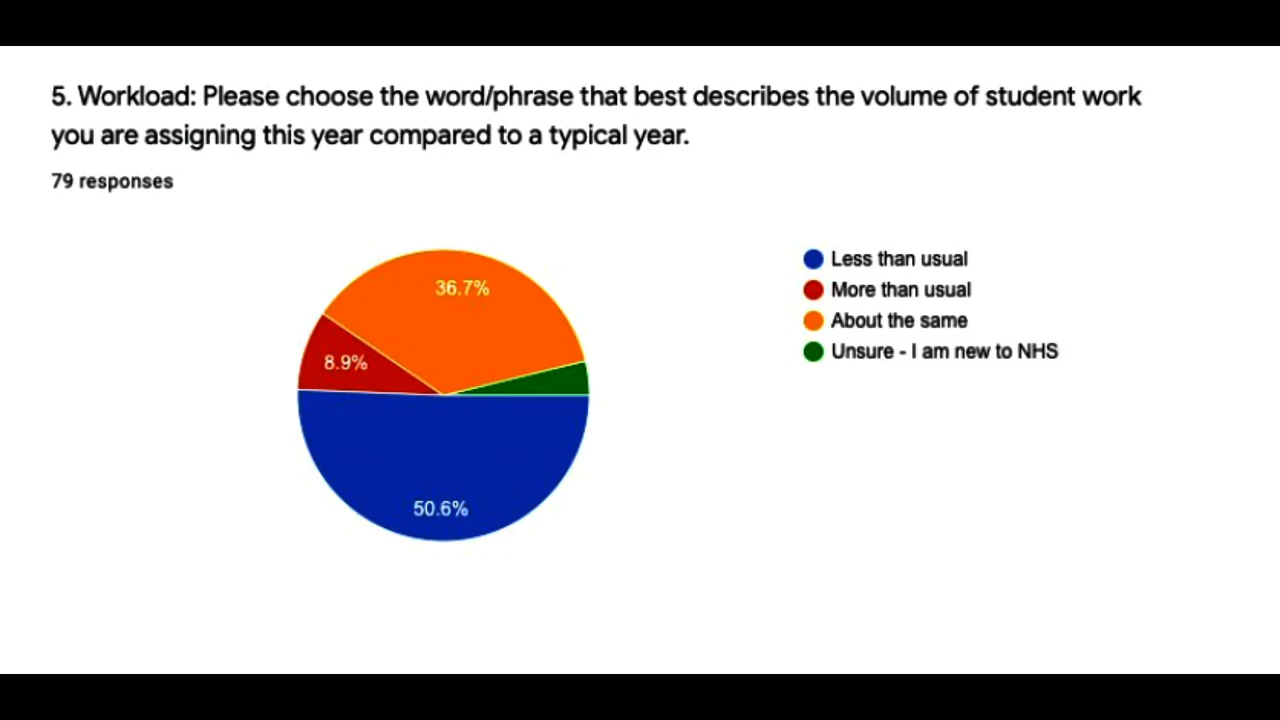 5. Workload: Please choose the word/phrase that best describes the volume of student work
you are assigning this year compared to a typical year.
79 responses
36.7%
8.9%
50.6%
Less than usual
More than usual
About the same
Unsure - I am new to NHS